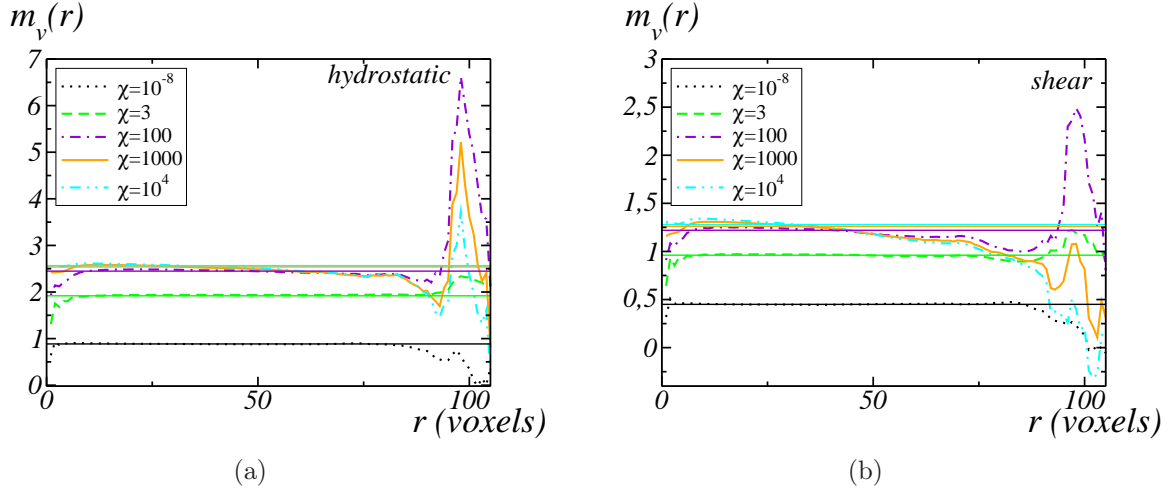 m_v(r)
7
6
5
4
3
2
1
0
0
50
100
r (voxels)
hydrostatic
χ=10^-8
χ=3
χ=100
χ=1000
χ=10^4
(a)
m_v(r)
3
2,5
2
1,5
1
0,5
0
0
50
100
r (voxels)
shear
χ=10^-8
χ=3
χ=100
χ=1000
χ=10^4
(b)